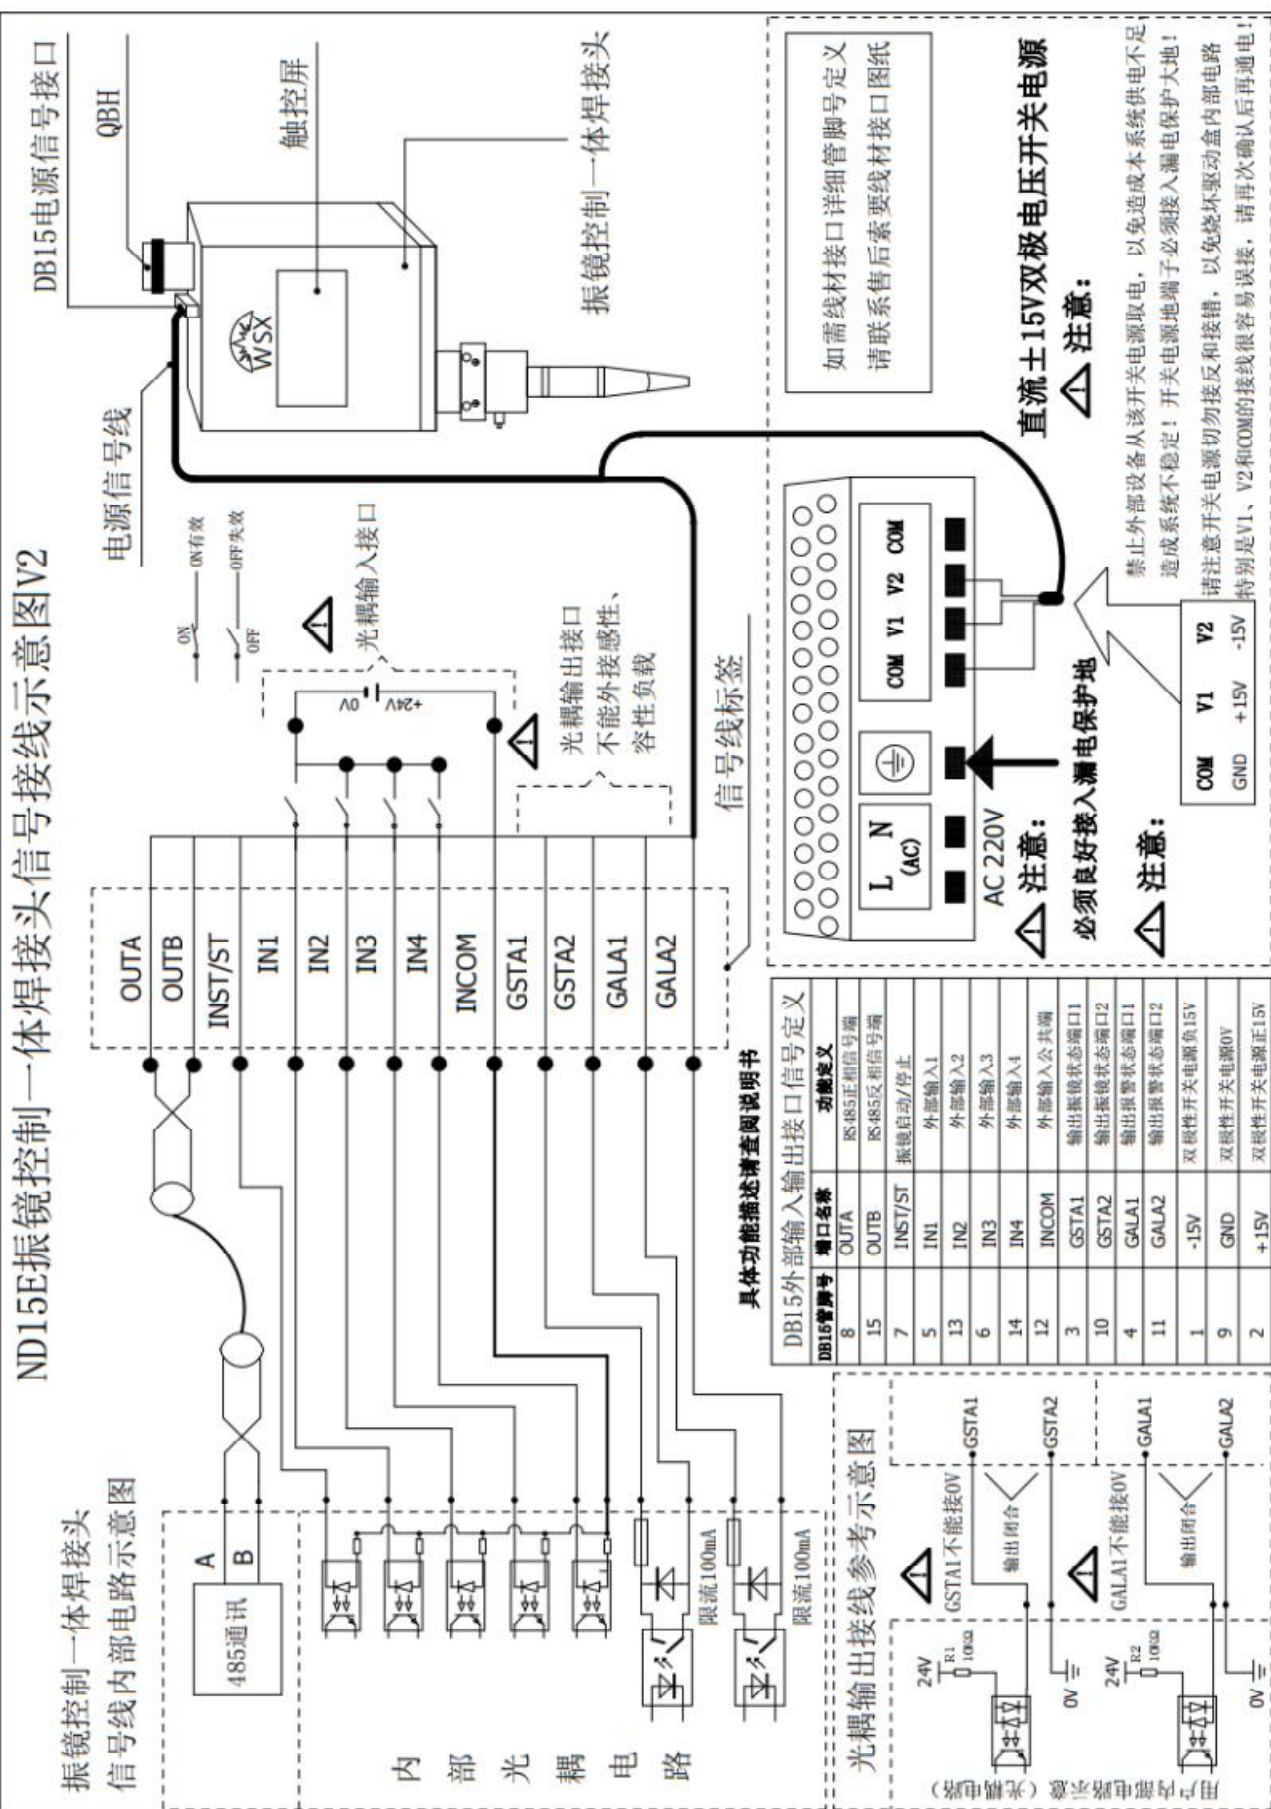 ND15E振镜控制一体焊接头信号接线示意图V2
振镜控制一体焊接头
信号线内部电路示意图
485通讯
A
B
内部光耦电路
限流100mA
限流100mA
OUTA
OUTB
INST/ST
IN1
IN2
IN3
IN4
INCOM
GSTA1
GSTA2
GALA1
GALA2
具体功能描述请查阅说明书
信号线标签
0V
+24V
光耦输入接口
光耦输出接口
不能外接感性、
容性负载
ON
ON有效
OFF
OFF失效
电源信号线
DB15电源信号接口
QBH
触控屏
振镜控制一体焊接头
WSX
光耦输出接线参考示意图
用户内部电路示意(光耦电路)
24V
R1
10KΩ
0V
GSTA1不能接0V
输出闭合
GSTA1
GSTA2
24V
R2
10KΩ
0V
GALA1不能接0V
输出闭合
GALA1
GALA2
DB15外部输入输出接口信号定义
DB15管脚号 端口名称 功能定义
8 OUTA RS485正相信号端
15 OUTB RS485反相信号端
7 INST/ST 振镜启动/停止
5 IN1 外部输入1
13 IN2 外部输入2
6 IN3 外部输入3
14 IN4 外部输入4
12 INCOM 外部输入公共端
3 GSTA1 输出振镜状态端口1
10 GSTA2 输出振镜状态端口2
4 GALA1 输出报警状态端口1
11 GALA2 输出报警状态端口2
1 -15V 双极性开关电源负15V
9 GND 双极性开关电源0V
2 +15V 双极性开关电源正15V
如需线材接口详细管脚号定义
请联系售后索要线材接口图纸
L N
(AC)
COM V1 V2 COM
AC 220V
注意:
必须良好接入漏电保护地
直流±15V双极电压开关电源
注意:
禁止外部设备从该开关电源取电，以免造成本系统供电不足
造成系统不稳定！开关电源地端子必须接入漏电保护大地！
注意:
请注意开关电源切勿接反和接错，以免烧坏驱动盒内部电路
特别是V1、V2和COM的接线很容易误接，请再次确认后再通电！
COM V1 V2
GND +15V -15V